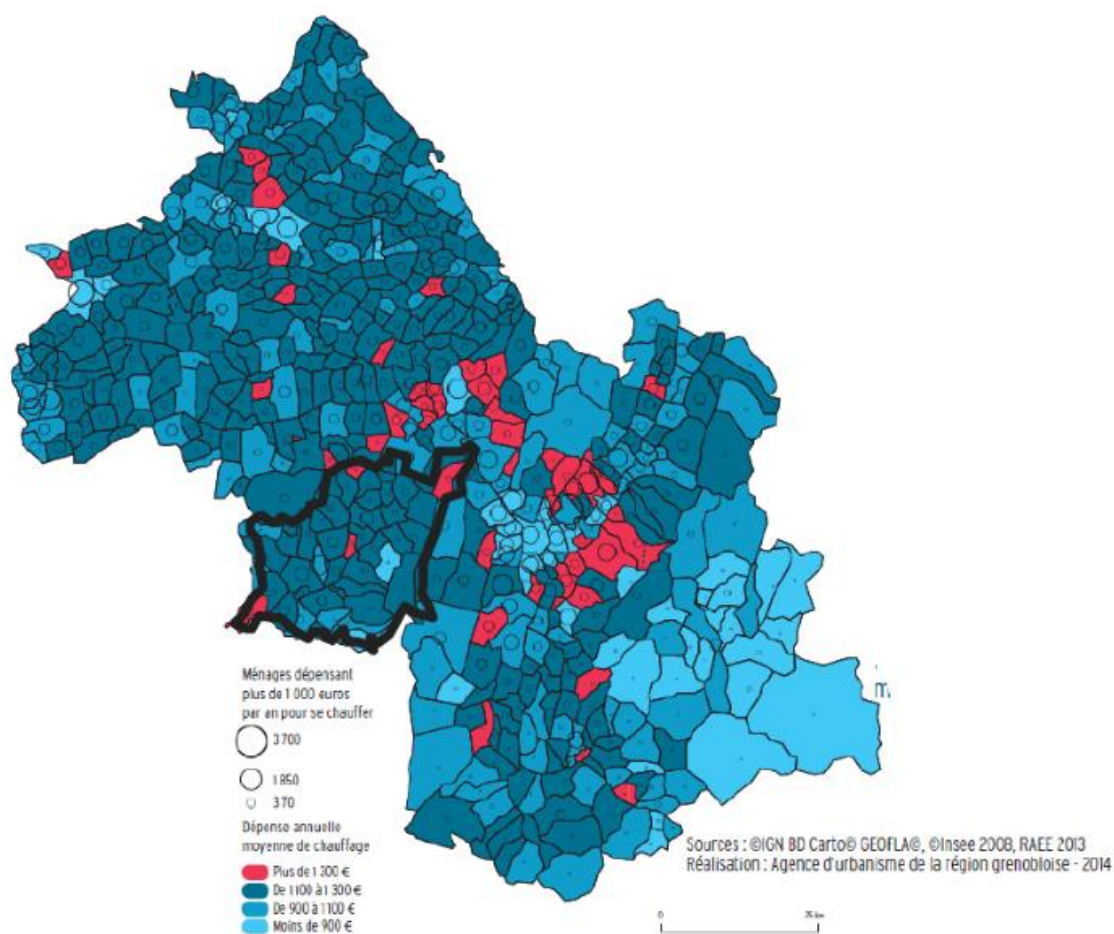 Ménages dépensant
plus de 1 000 euros
par an pour se chauffer
3 700
1 850
370
Dépense annuelle
moyenne de chauffage
Plus de 1 300 €
De 1 100 à 1 300 €
De 900 à 1 100 €
Moins de 900 €
Sources : ©IGN BD Carto© GEOFLA©, ©Insee 2008, RAEE 2013
Réalisation : Agence d'urbanisme de la région grenobloise - 2014
0